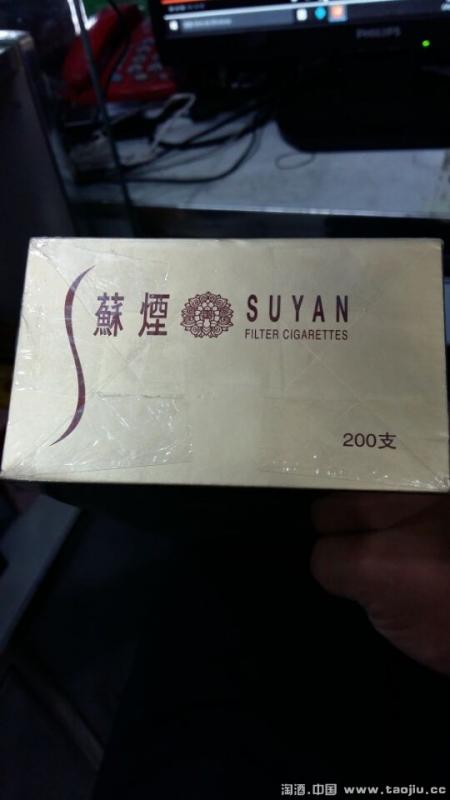 PHILIPS
蘇煙 SUYAN
FILTER CIGARETTES
200支
淘酒.中国 www.taojiu.cc